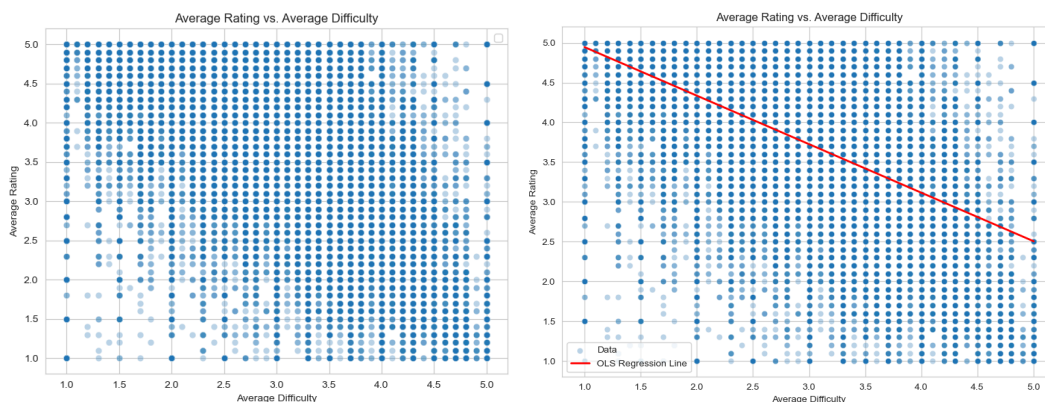 Average Rating vs. Average Difficulty
5.0
4.5
4.0
3.5
3.0
2.5
2.0
1.5
1.0
Average Rating
1.0 1.5 2.0 2.5 3.0 3.5 4.0 4.5 5.0
Average Difficulty
Average Rating vs. Average Difficulty
5.0
4.5
4.0
3.5
3.0
2.5
2.0
1.5
1.0
Average Rating
Data
OLS Regression Line
1.0 1.5 2.0 2.5 3.0 3.5 4.0 4.5 5.0
Average Difficulty